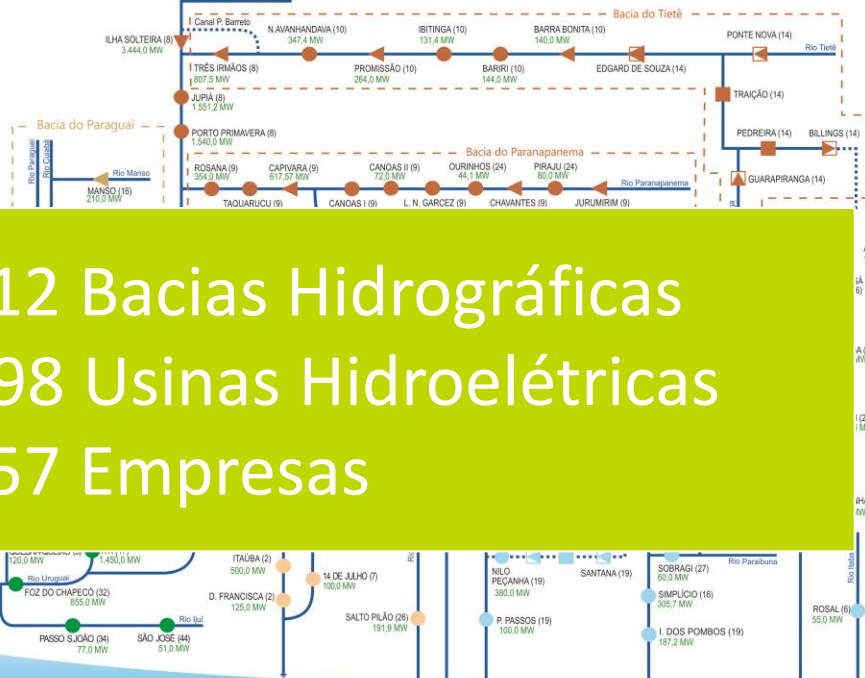 Canal P. Barreto
Bacia do Tietê
ILHA SOLTEIRA (8)
3.444,0 MW
N.AVANHANDAVA (10)
347,4 MW
IBITINGA (10)
131,4 MW
BARRA BONITA (10)
140,0 MW
PONTE NOVA (14)
Rio Tietê
TRÊS IRMÃOS (8)
807,5 MW
PROMISSÃO (10)
264,0 MW
BARIRI (10)
144,0 MW
EDGARD DE SOUZA (14)
JUPIÁ (8)
1.551,2 MW
TRAIÇÃO (14)
Bacia do Paraguai
PORTO PRIMAVERA (8)
1.540,0 MW
PEDREIRA (14)
BILLINGS (14)
Rio Paraguai
Rio Cuiabá
Rio Manso
MANSO (16)
210,0 MW
Bacia do Paranapanema
ROSANA (9)
354,0 MW
CAPIVARA (9)
617,57 MW
CANOAS II (9)
72,0 MW
OURINHOS (24)
44,1 MW
PIRAJU (24)
80,0 MW
Rio Paranapanema
GUARAPIRANGA (14)
TAQUARUCU (9)
CANOAS I (9)
L. N. GARCEZ (9)
CHAVANTES (9)
JURUMIRIM (9)
12 Bacias Hidrográficas
98 Usinas Hidroelétricas
57 Empresas
120,0 MW
1.450,0 MW
Rio Uruguai
FOZ DO CHAPECÓ (32)
855,0 MW
Rio Ijuí
PASSO S.JOÃO (34)
77,0 MW
SÃO JOSÉ (44)
51,0 MW
ITAÚBA (2)
500,0 MW
14 DE JULHO (7)
100,0 MW
D. FRANCISCA (2)
125,0 MW
SALTO PILÃO (26)
191,9 MW
NILO
PEÇANHA (19)
380,0 MW
SANTANA (19)
P. PASSOS (19)
100,0 MW
SOBRAGI (27)
60,0 MW
Rio Paraibuna
SIMPLÍCIO (16)
305,7 MW
I. DOS POMBOS (19)
187,2 MW
Rio Itaba
ROSAL (6)
55,0 MW